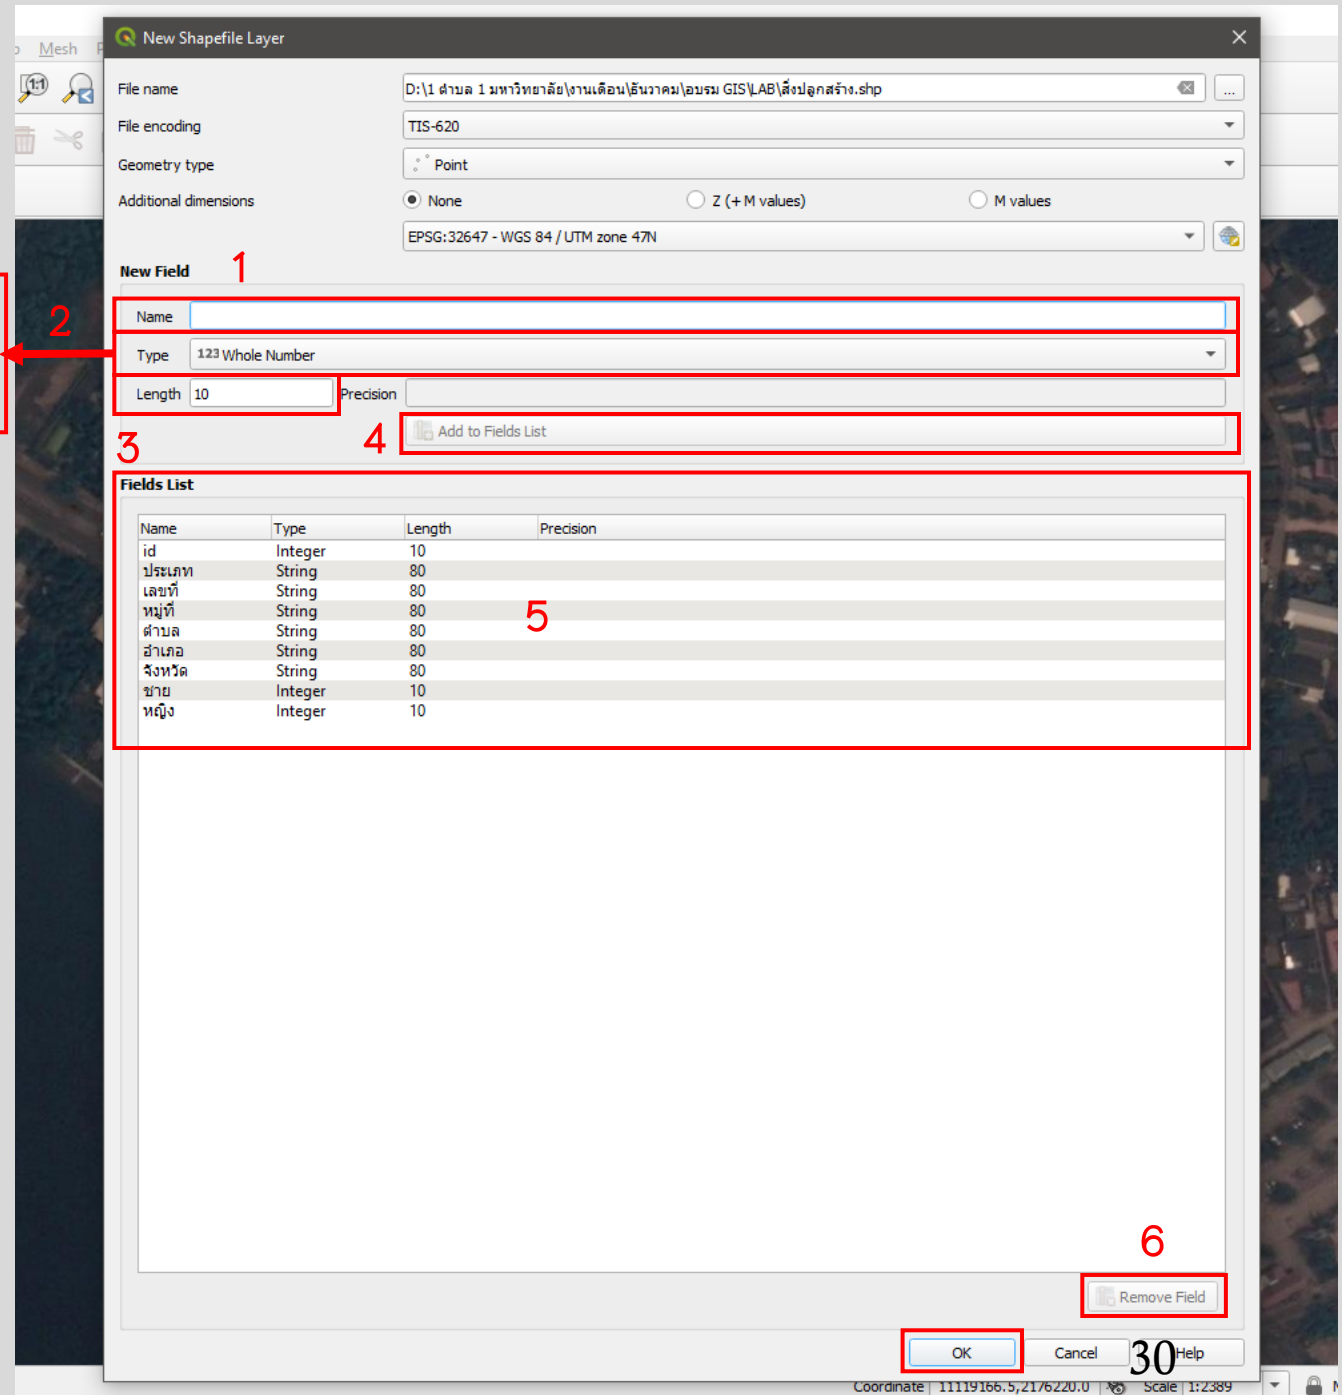 New Shapefile Layer
Mesh
File name D:\1 ตำบล 1 มหาวิทยาลัย\งานเดือน\ธันวาคม\อบรม GIS\LAB\สิ่งปลูกสร้าง.shp ...
File encoding TIS-620
Geometry type Point
Additional dimensions None Z (+ M values) M values
EPSG:32647 - WGS 84 / UTM zone 47N
New Field 1
Name
2
Type 123 Whole Number
Length 10 Precision
3 4 Add to Fields List
Fields List
Name Type Length Precision
id Integer 10
ประเภท String 80
เลขที่ String 80
หมู่ที่ String 80
5
ตำบล String 80
อำเภอ String 80
จังหวัด String 80
ชาย Integer 10
หญิง Integer 10
6
Remove Field
OK Cancel Help
30
Coordinate 11119166.5,2176220.0 Scale 1:2389